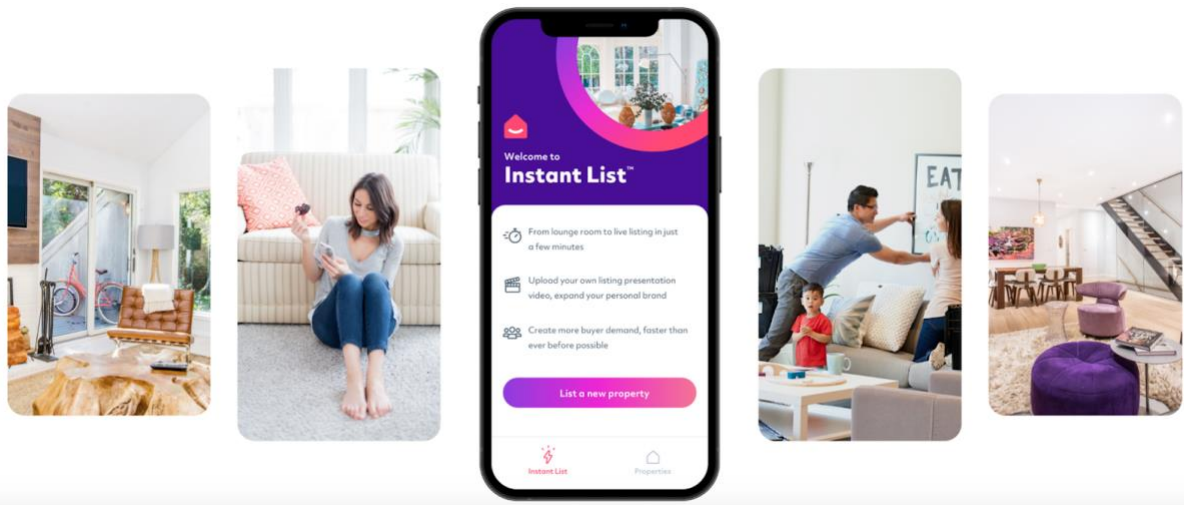 Welcome to
Instant List™
From lounge room to live listing in just
a few minutes
Upload your own listing presentation
video, expand your personal brand
Create more buyer demand, faster than
ever before possible
List a new property
Instant List
Properties
EAT